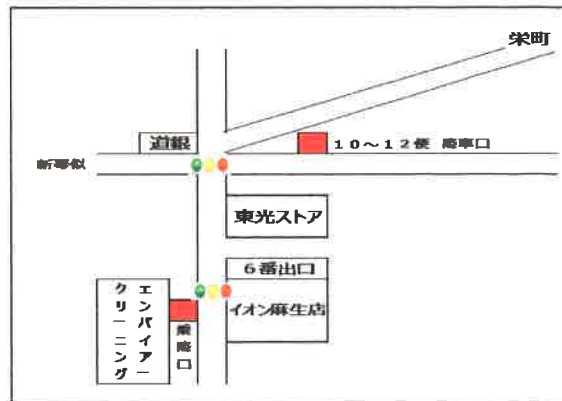 栄町
道銀
10～12便 降車口
新琴似
東光ストア
6番出口
イオン麻生店
エンパイアー
クリーニング
乗降口